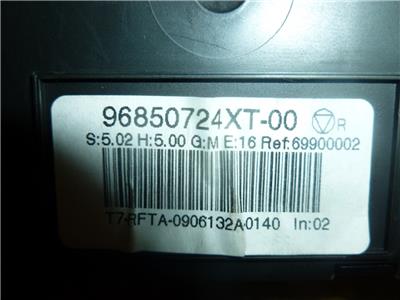 96850724XT-00 R
S:5.02 H:5.00 G:M E:16 Ref:69900002
T7-RFTA-0906132A0140 In:02